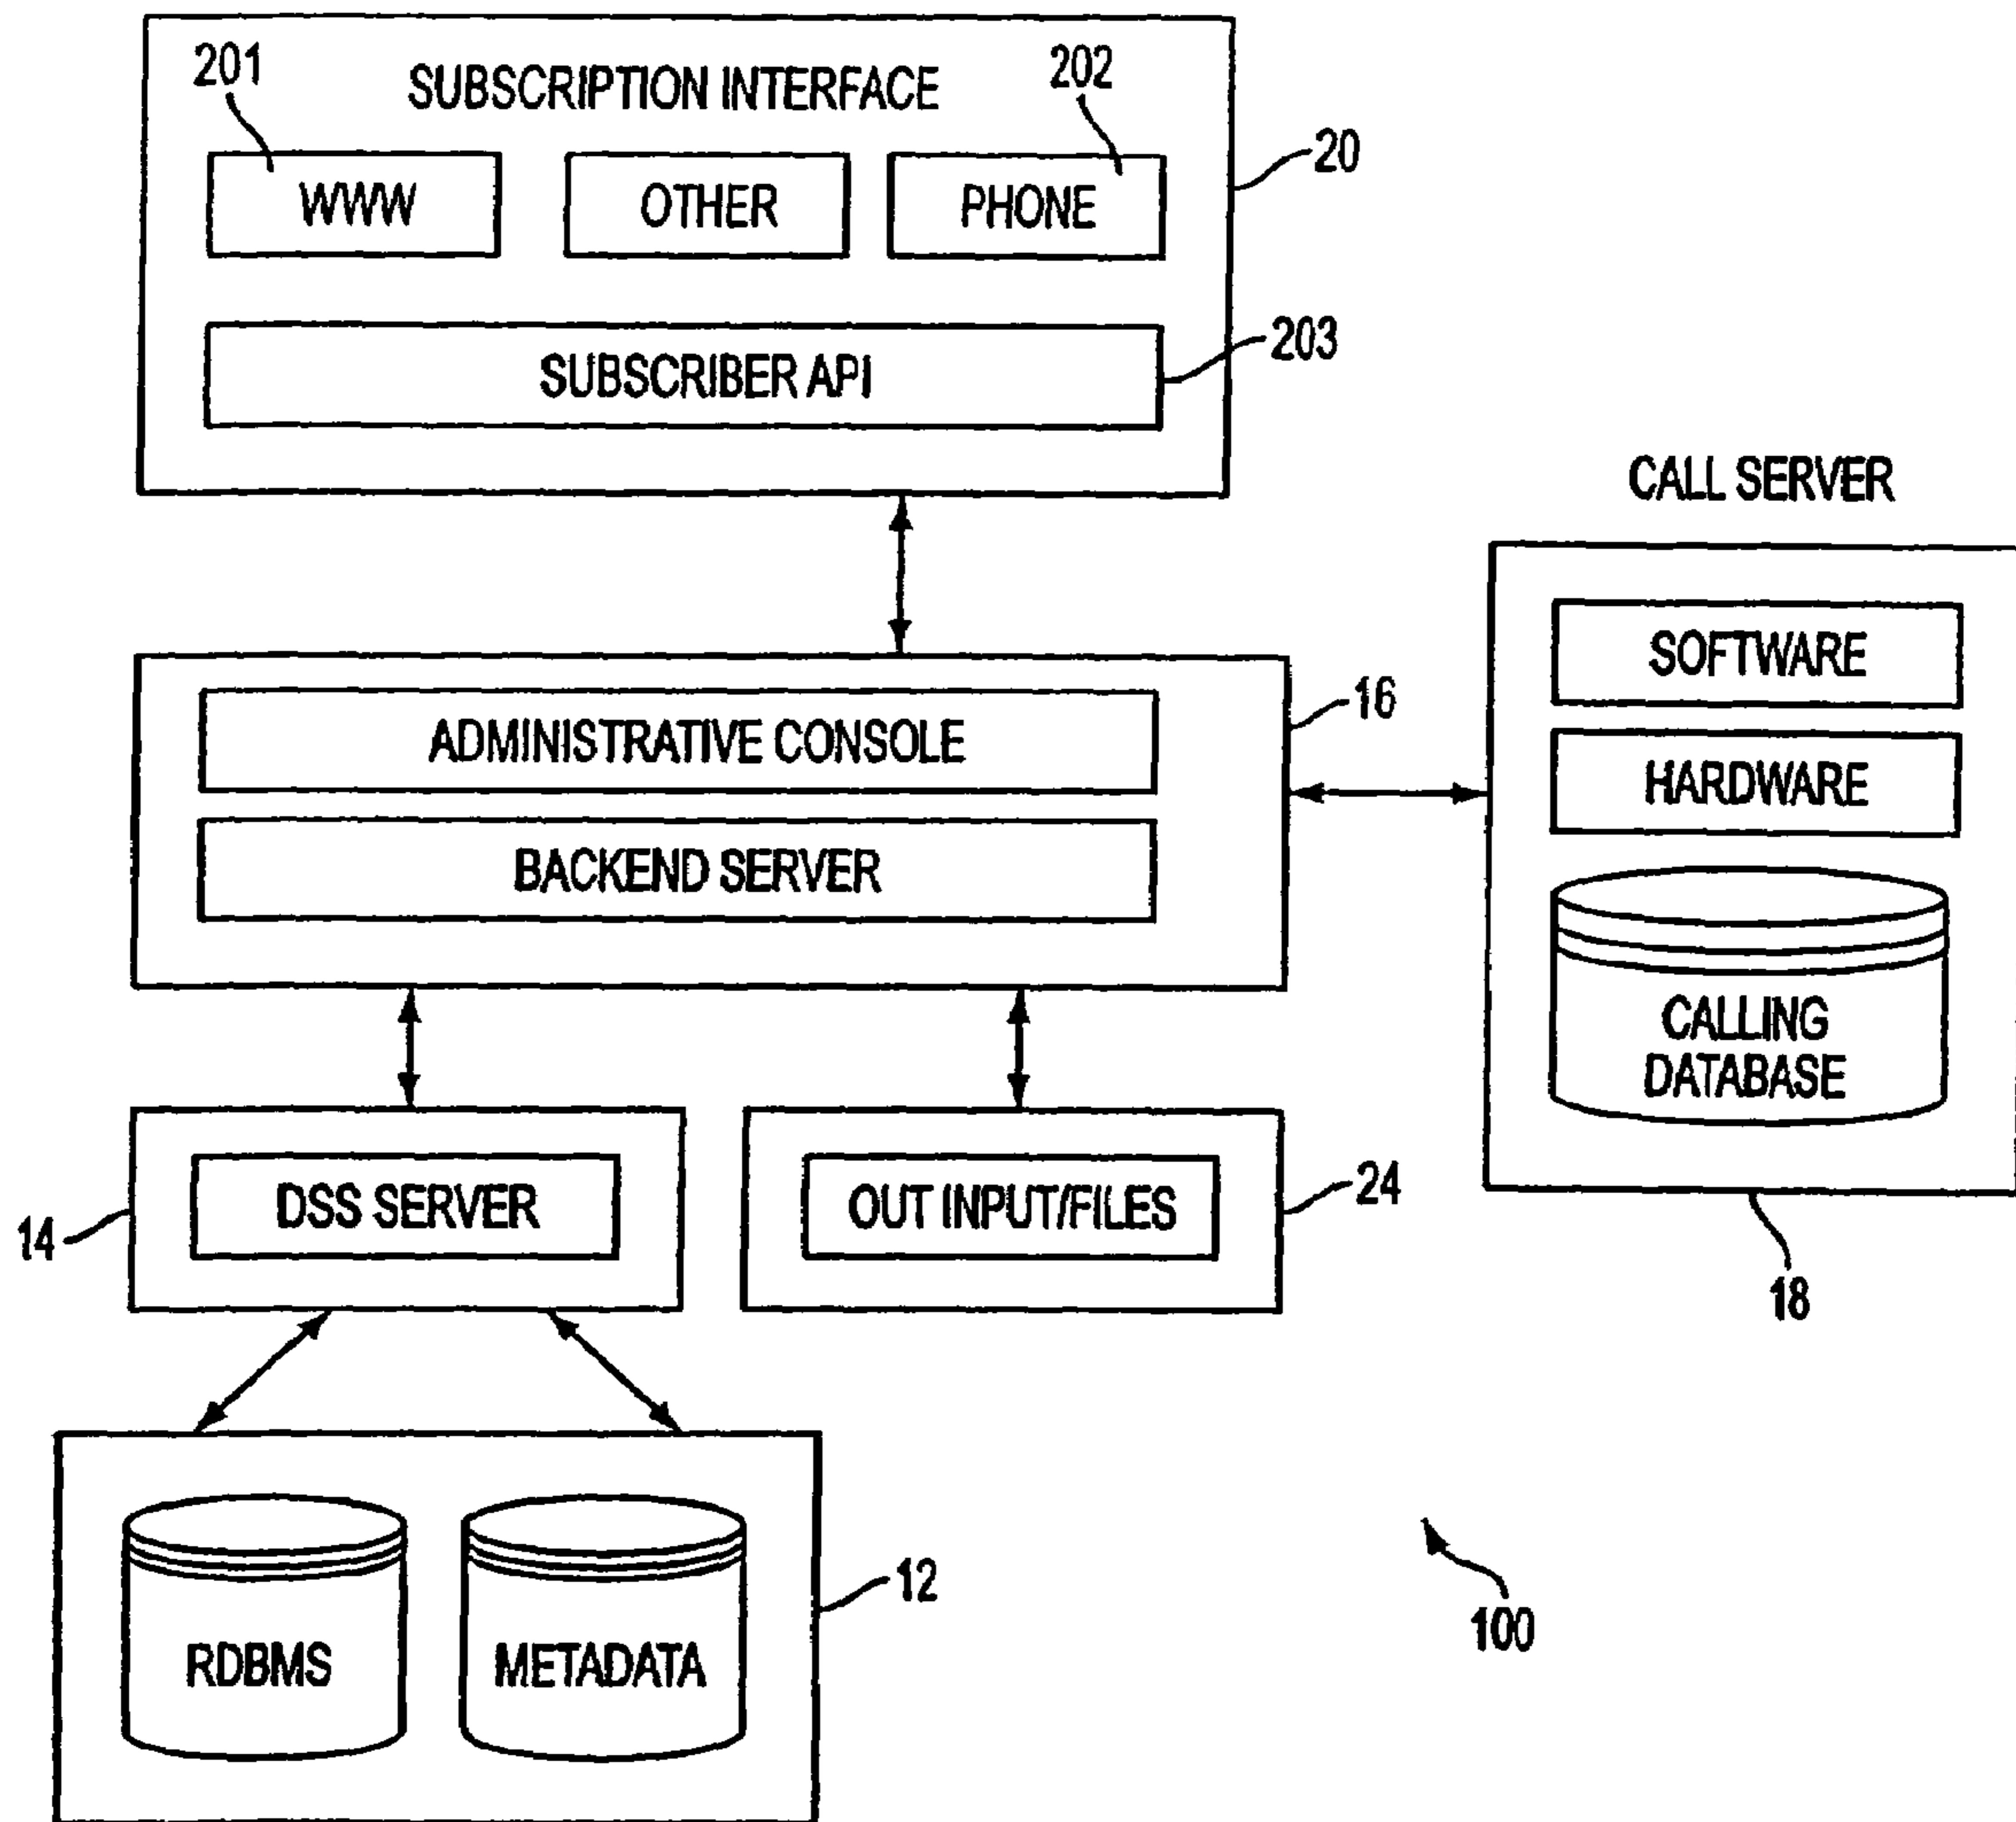 201
SUBSCRIPTION INTERFACE
202
20
WWW
OTHER
PHONE
203
SUBSCRIBER API
CALL SERVER
16
SOFTWARE
ADMINISTRATIVE CONSOLE
HARDWARE
BACKEND SERVER
CALLING
DATABASE
DSS SERVER
OUT INPUT/FILES
24
14
18
12
100
RDBMS
METADATA